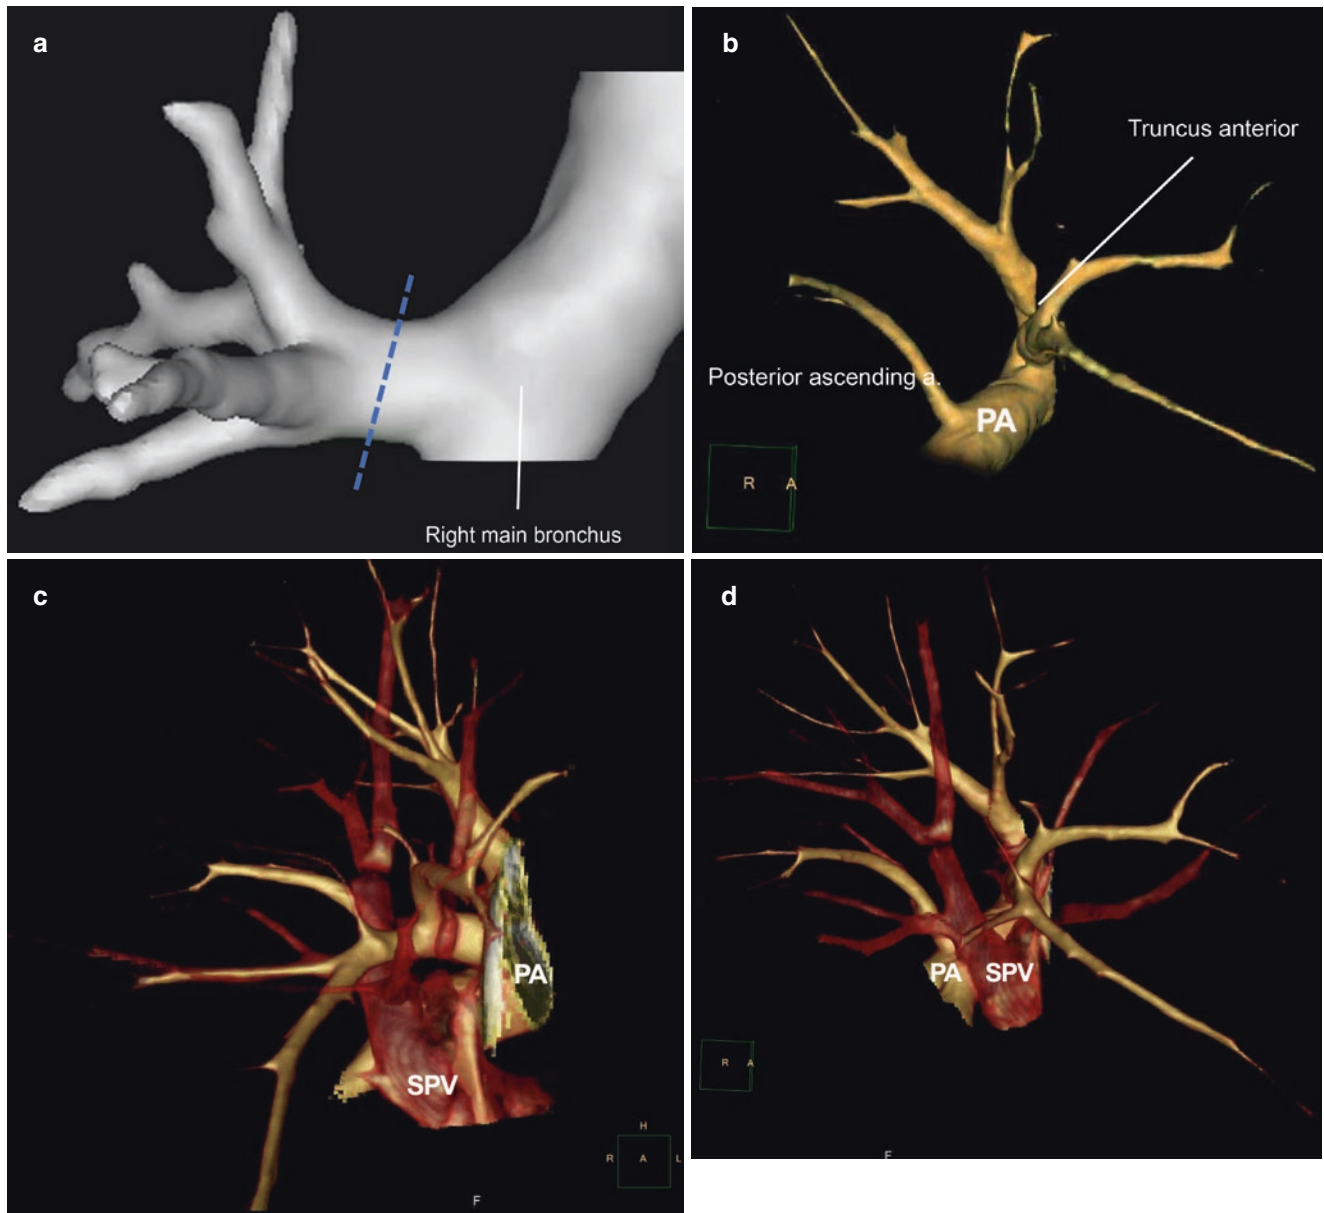 a
Right main bronchus
b
Truncus anterior
Posterior ascending a.
PA
R
A
c
PA
SPV
H
R
A
L
F
d
PA
SPV
R
A
F